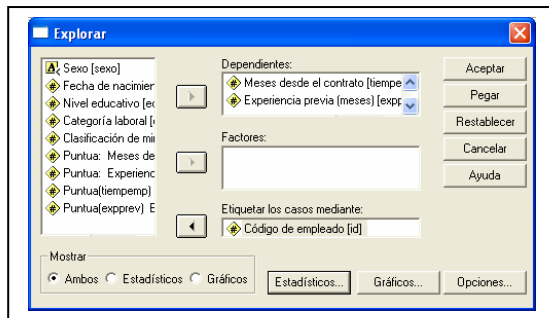 Explorar
Sexo [sexo]
Fecha de nacimier
Nivel educativo [ec
Categoría laboral [
Clasificación de mi
Puntua: Meses de
Puntua: Experienc
Puntua(tiempemp)
Puntua(expprev) E
Dependientes:
Meses desde el contrato [tiempe
Experiencia previa (meses) [expp
Factores:
Etiquetar los casos mediante:
Código de empleado [id]
Aceptar
Pegar
Restablecer
Cancelar
Ayuda
Mostrar
Ambos Estadísticos Gráficos
Estadísticos... Gráficos... Opciones...